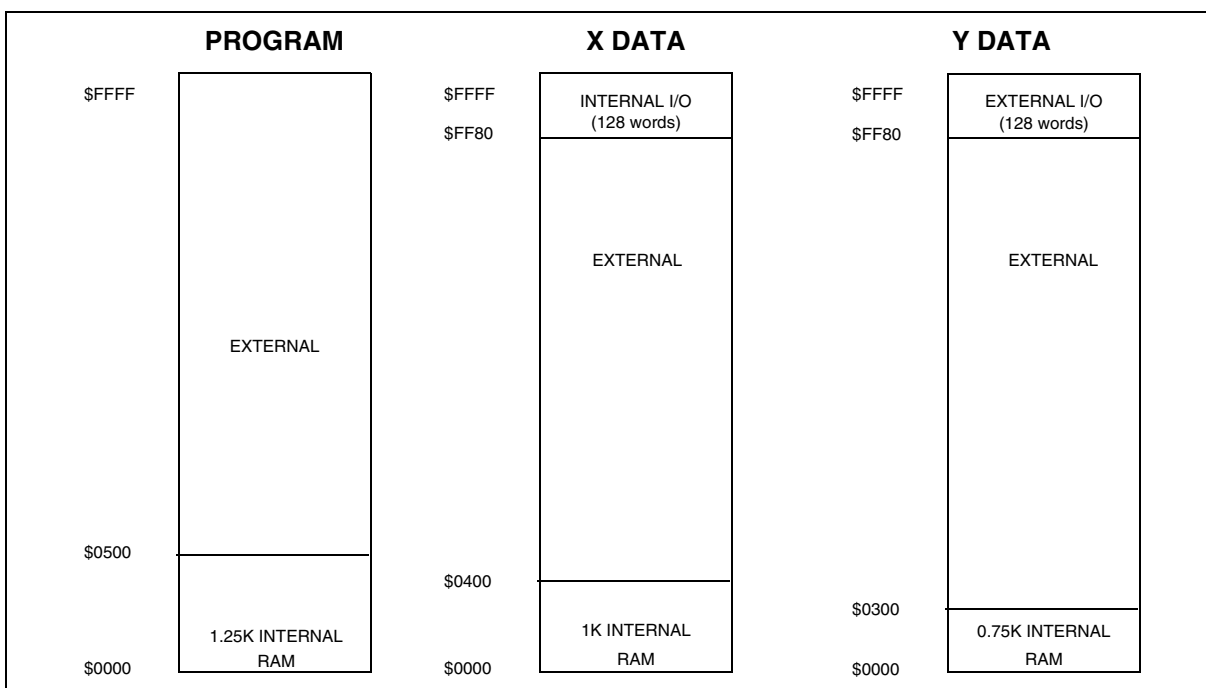 PROGRAM
$FFFF
EXTERNAL
$0500
1.25K INTERNAL
RAM
$0000
X DATA
$FFFF
INTERNAL I/O
(128 words)
$FF80
EXTERNAL
$0400
1K INTERNAL
RAM
$0000
Y DATA
$FFFF
EXTERNAL I/O
(128 words)
$FF80
EXTERNAL
$0300
0.75K INTERNAL
RAM
$0000